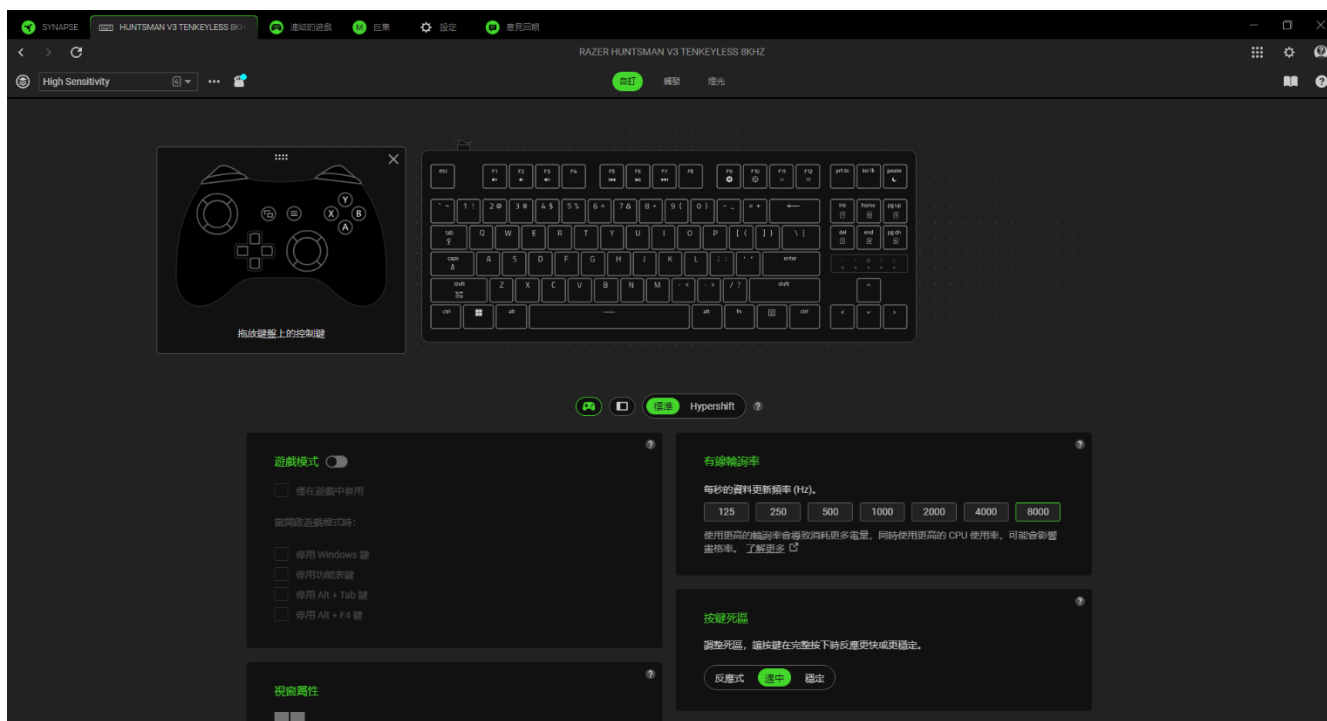 SYNAPSE HUNTSMAN V3 TENKEYLESS 8KH 連結的遊戲 巨集 設定 意見回饋
RAZER HUNTSMAN V3 TENKEYLESS 8KHZ
High Sensitivity 自訂 觸發 燈光
Y
X B
A
拖放鍵盤上的控制鍵
esc F1 F2 F3 F4 F5 F6 F7 F8 F9 F10 F11 F12 prt sc scr lk pause
` ~ 1 ! 2 @ 3 # 4 $ 5 % 6 ^ 7 & 8 * 9 ( 0 ) - _ = + ← ins home pg up
tab Q W E R T Y U I O P [ { ] } \ | del end pg dn
caps A S D F G H J K L ; : ' " enter
shift Z X C V B N M , < . > / ? shift ^
ctrl alt alt fn ctrl < ⌄ >
標準 Hypershift ?
遊戲模式
僅在遊戲中套用
當開啟遊戲模式時:
停用 Windows 鍵
停用功能表鍵
停用 Alt + Tab 鍵
停用 Alt + F4 鍵
視窗屬性
有線輪詢率
每秒的資料更新頻率 (Hz)。
125 250 500 1000 2000 4000 8000
使用更高的輪詢率會導致消耗更多電量，同時使用更高的 CPU 使用率，可能會影響
畫格率。 了解更多
按鍵死區
調整死區，讓按鍵在完整按下時反應更快或更穩定。
反應式 適中 穩定